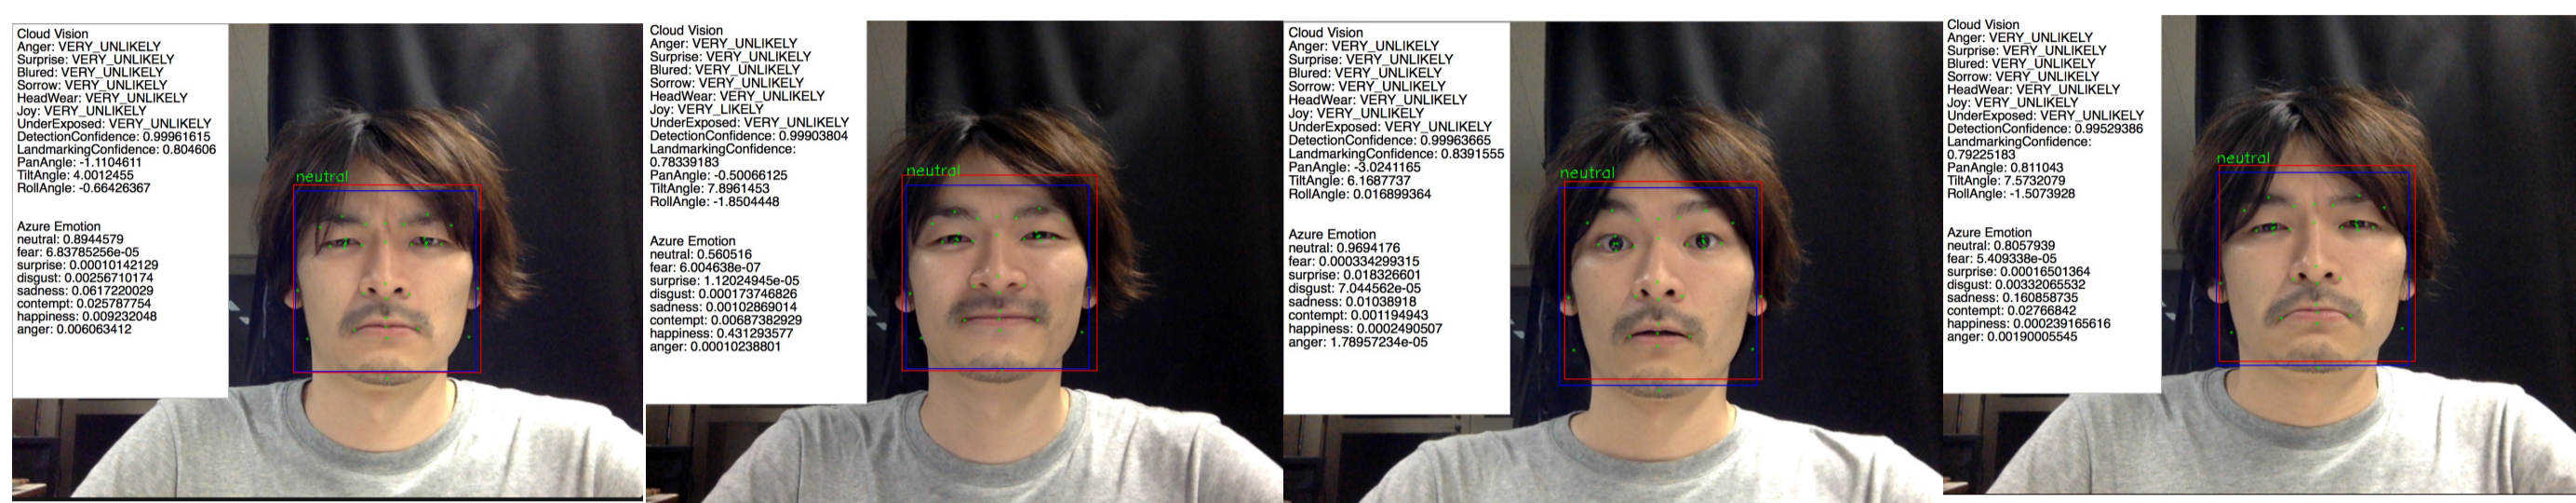 Cloud Vision
Anger: VERY_UNLIKELY
Surprise: VERY_UNLIKELY
Blured: VERY_UNLIKELY
Sorrow: VERY_UNLIKELY
HeadWear: VERY_UNLIKELY
Joy: VERY_UNLIKELY
UnderExposed: VERY_UNLIKELY
DetectionConfidence: 0.99961615
LandmarkingConfidence: 0.804606
PanAngle: -1.1104611
TiltAngle: 4.0012455
RollAngle: -0.66426367
Azure Emotion
neutral: 0.8944579
fear: 6.83785256e-05
surprise: 0.00010142129
disgust: 0.00256710174
sadness: 0.0617220029
contempt: 0.025787754
happiness: 0.009232048
anger: 0.006063412
neutral
Cloud Vision
Anger: VERY_UNLIKELY
Surprise: VERY_UNLIKELY
Blured: VERY_UNLIKELY
Sorrow: VERY_UNLIKELY
HeadWear: VERY_UNLIKELY
Joy: VERY_LIKELY
UnderExposed: VERY_UNLIKELY
DetectionConfidence: 0.99903804
LandmarkingConfidence:
0.78339183
PanAngle: -0.50066125
TiltAngle: 7.8961453
RollAngle: -1.8504448
Azure Emotion
neutral: 0.560516
fear: 6.004638e-07
surprise: 1.12024945e-05
disgust: 0.000173746826
sadness: 0.00102869014
contempt: 0.00687382929
happiness: 0.431293577
anger: 0.00010238801
neutral
Cloud Vision
Anger: VERY_UNLIKELY
Surprise: VERY_UNLIKELY
Blured: VERY_UNLIKELY
Sorrow: VERY_UNLIKELY
HeadWear: VERY_UNLIKELY
Joy: VERY_UNLIKELY
UnderExposed: VERY_UNLIKELY
DetectionConfidence: 0.99963665
LandmarkingConfidence: 0.8391555
PanAngle: -3.0241165
TiltAngle: 6.1687737
RollAngle: 0.016899364
Azure Emotion
neutral: 0.9694176
fear: 0.000334299315
surprise: 0.018326601
disgust: 7.044562e-05
sadness: 0.01038918
contempt: 0.001194943
happiness: 0.0002490507
anger: 1.78957234e-05
neutral
Cloud Vision
Anger: VERY_UNLIKELY
Surprise: VERY_UNLIKELY
Blured: VERY_UNLIKELY
Sorrow: VERY_UNLIKELY
HeadWear: VERY_UNLIKELY
Joy: VERY_UNLIKELY
UnderExposed: VERY_UNLIKELY
DetectionConfidence: 0.99529386
LandmarkingConfidence:
0.79225183
PanAngle: 0.811043
TiltAngle: 7.5732079
RollAngle: -1.5073928
Azure Emotion
neutral: 0.8057939
fear: 5.409338e-05
surprise: 0.00016501364
disgust: 0.00332065532
sadness: 0.160858735
contempt: 0.02766842
happiness: 0.000239165616
anger: 0.00190005545
neutral